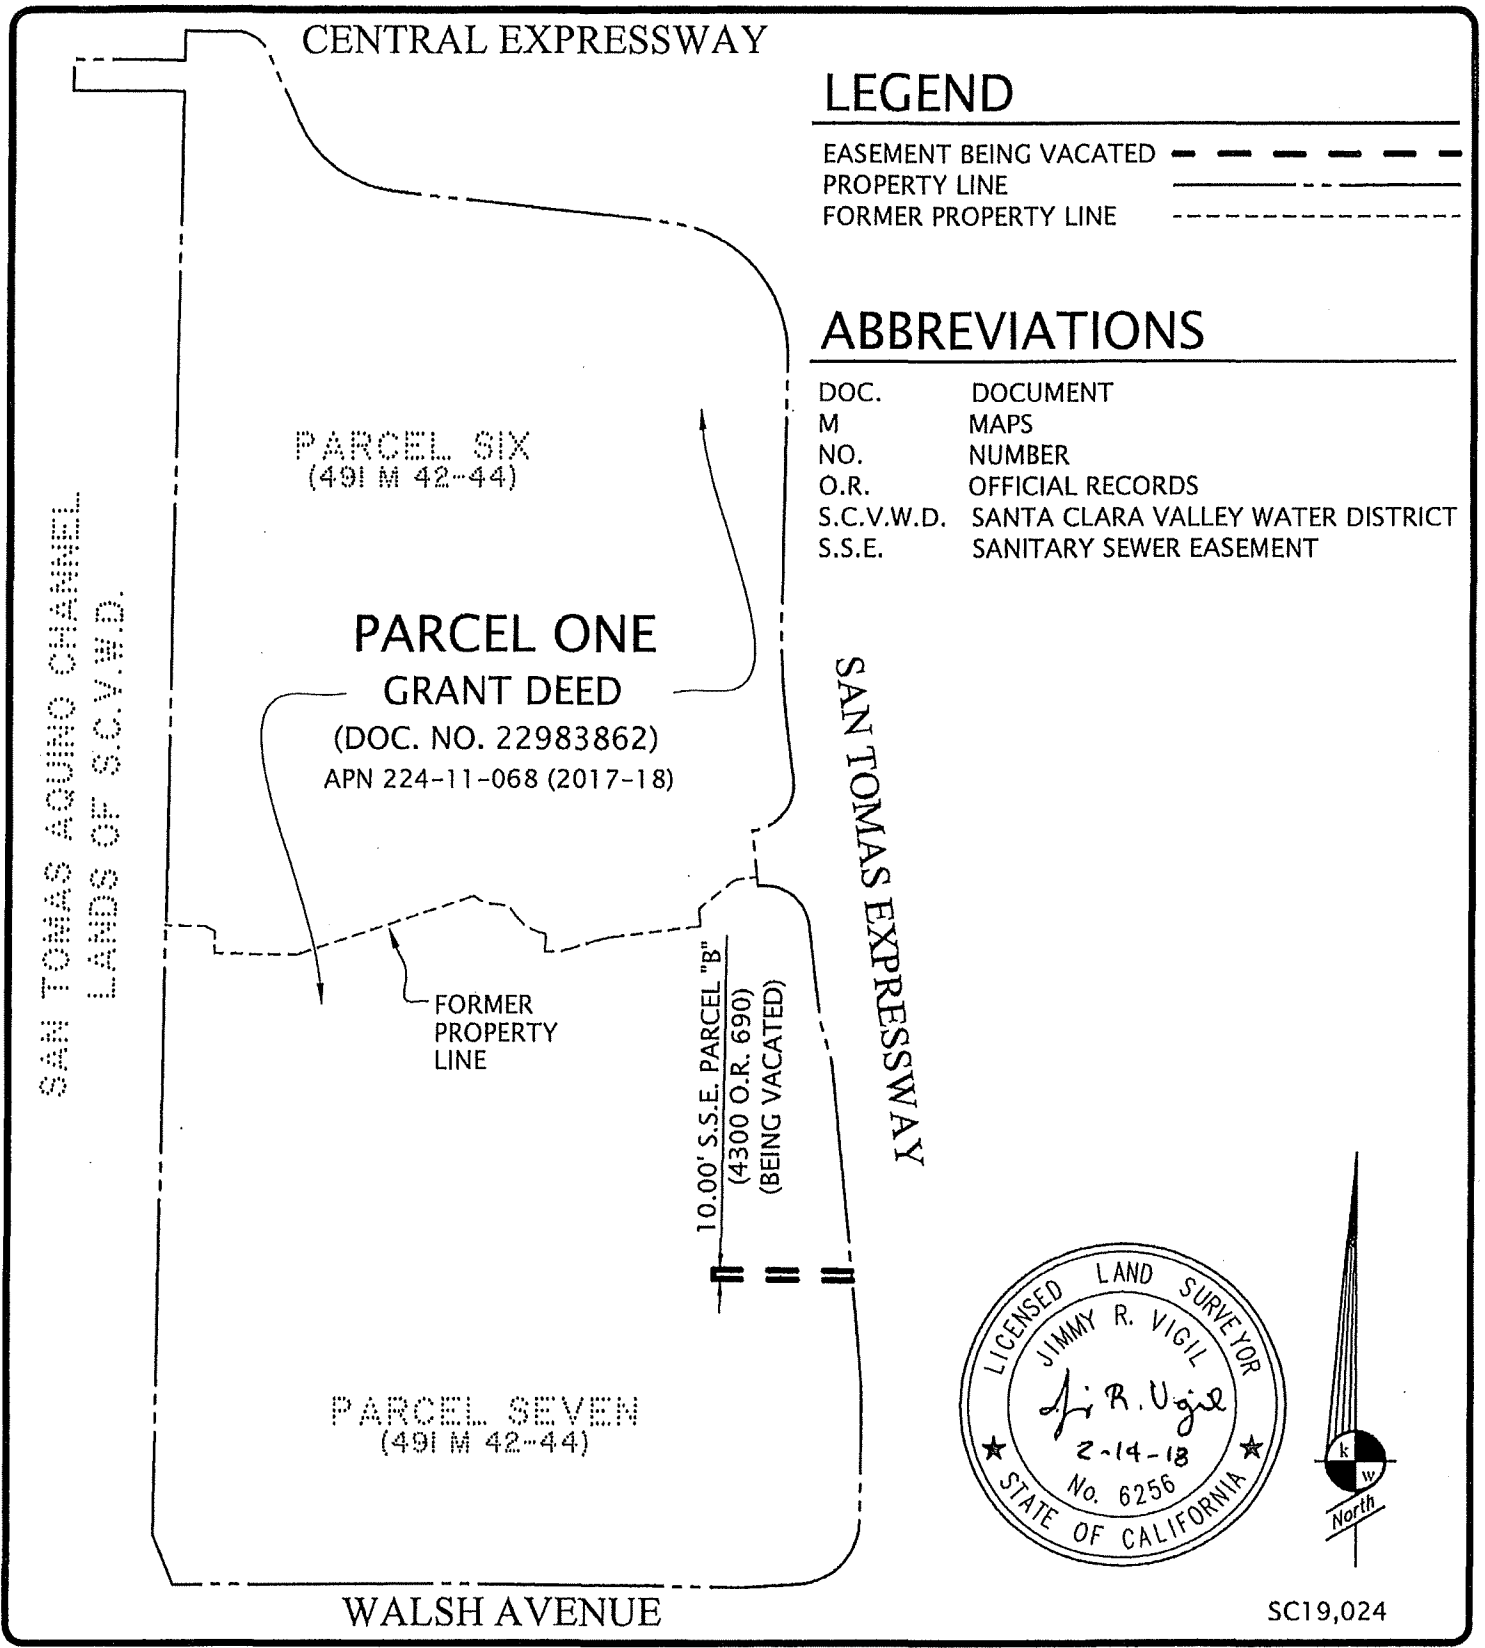 CENTRAL EXPRESSWAY
LEGEND
EASEMENT BEING VACATED
PROPERTY LINE
FORMER PROPERTY LINE
ABBREVIATIONS
DOC. DOCUMENT
M MAPS
NO. NUMBER
O.R. OFFICIAL RECORDS
S.C.V.W.D. SANTA CLARA VALLEY WATER DISTRICT
S.S.E. SANITARY SEWER EASEMENT
PARCEL SIX
(491 M 42-44)
SAN TOMAS AQUINO CHANNEL
LANDS OF S.C.V.W.D.
PARCEL ONE
GRANT DEED
(DOC. NO. 22983862)
APN 224-11-068 (2017-18)
SAN TOMAS EXPRESSWAY
FORMER
PROPERTY
LINE
10.00' S.S.E. PARCEL "B"
(4300 O.R. 690)
(BEING VACATED)
PARCEL SEVEN
(491 M 42-44)
LICENSED LAND SURVEYOR
JIMMY R. VIGIL
Ji R. Vigil
2-14-18
No. 6256
STATE OF CALIFORNIA
k
w
North
WALSH AVENUE
SC19,024